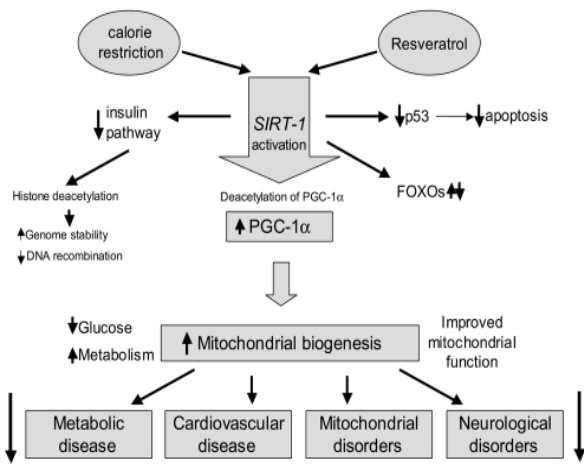 calorie
restriction
Resveratrol
SIRT-1
activation
insulin
pathway
p53
apoptosis
FOXOs
Histone deacetylation
Genome stability
DNA recombination
Deacetylation of PGC-1α
PGC-1α
Glucose
Metabolism
Mitochondrial biogenesis
Improved
mitochondrial
function
Metabolic
disease
Cardiovascular
disease
Mitochondrial
disorders
Neurological
disorders